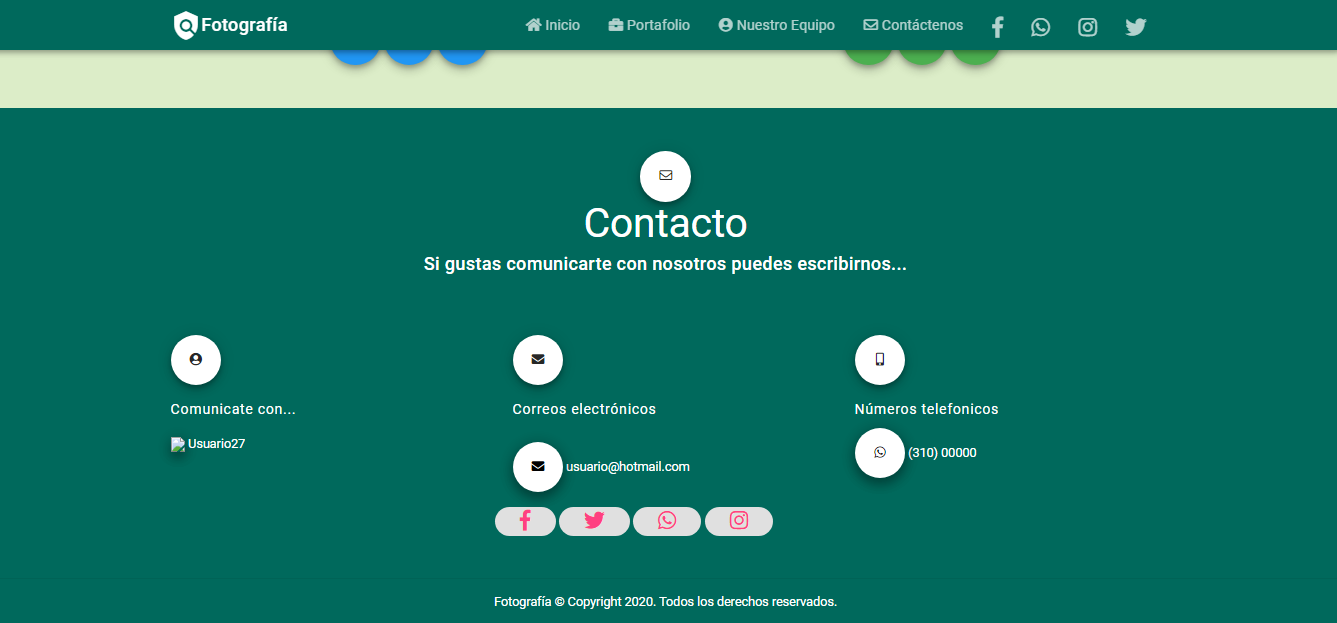 Fotografía Inicio Portafolio Nuestro Equipo Contáctenos
Contacto
Si gustas comunicarte con nosotros puedes escribirnos...
Comunicate con...
Usuario27
Correos electrónicos
usuario@hotmail.com
Números telefonicos
(310) 00000
Fotografía © Copyright 2020. Todos los derechos reservados.